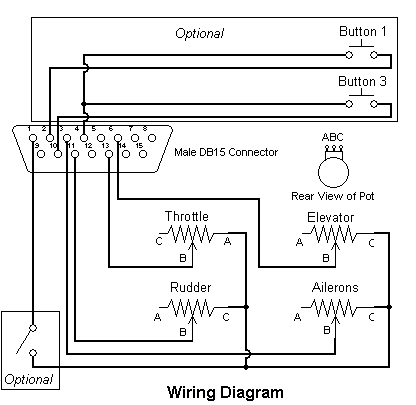 Optional
Button 1
Button 3
1 2 3 4 5 6 7 8
9 10 11 12 13 14 15
Male DB15 Connector
ABC
Rear View of Pot
Throttle
C A
B
Elevator
A C
B
Rudder
A C
B
Ailerons
A C
B
Optional
Wiring Diagram